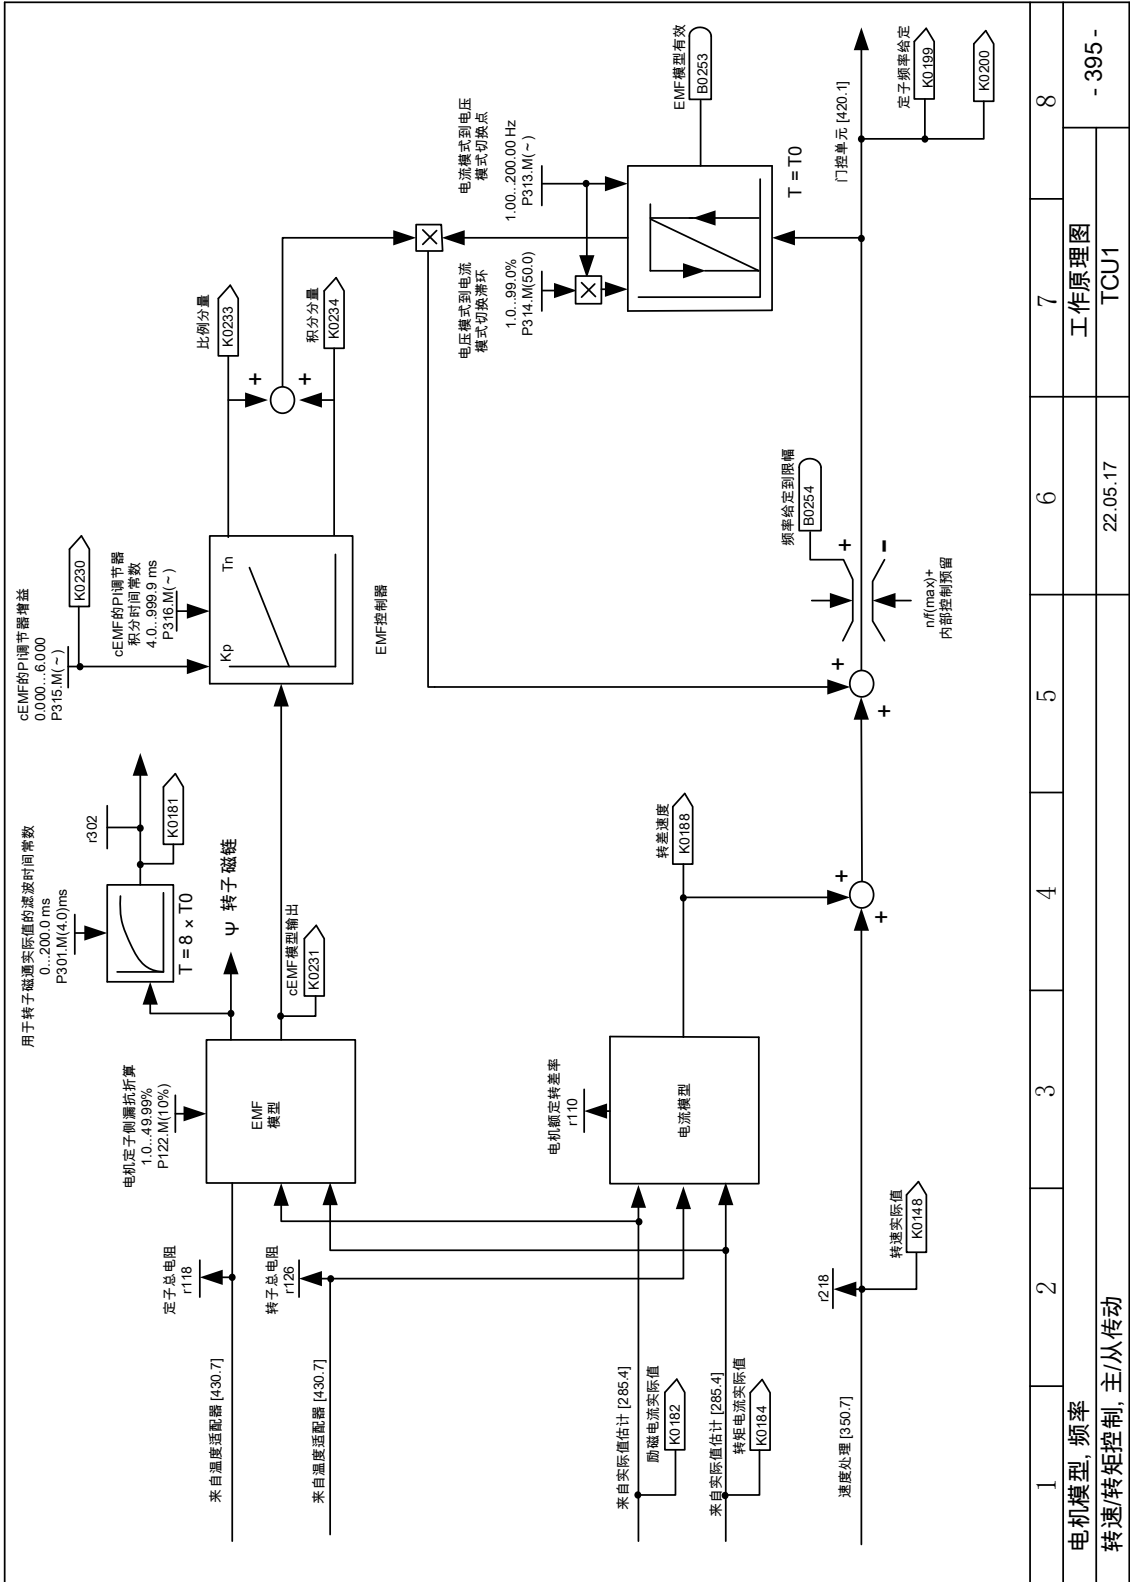 cEMF的PI调节器增益
0.000...6.000
P315.M(~)
K0230
cEMF的PI调节器
积分时间常数
4.0...999.9 ms
P316.M(~)
Kp
Tn
EMF控制器
比例分量
K0233
积分分量
K0234
+
+
用于转子磁通实际值的滤波时间常数
0...200.0 ms
P301.M(4.0)ms
r302
K0181
T = 8 × T0
Ψ 转子磁链
cEMF模型输出
K0231
电机定子侧漏抗折算
1.0...49.99%
P122.M(10%)
EMF
模型
定子总电阻
r118
转子总电阻
r126
来自温度适配器 [430.7]
来自温度适配器 [430.7]
电流模式到电压
模式切换点
1.00...200.00 Hz
P313.M(~)
电压模式到电流
模式切换滞环
1.0...99.0%
P314.M(50.0)
EMF模型有效
B0253
T = T0
电机额定转差率
r110
电流模型
转差速度
K0188
来自实际值估计 [285.4]
励磁电流实际值
K0182
来自实际值估计 [285.4]
转矩电流实际值
K0184
速度处理 [350.7]
r218
转速实际值
K0148
+
+
+
+
频率给定到限幅
B0254
+
-
n/f(max)+
内部控制预留
门控单元 [420.1]
定子频率给定
K0199
K0200
1 2 3 4 5 6 7 8
电机模型, 频率
转速/转矩控制, 主/从传动
22.05.17
工作原理图
TCU1
- 395 -